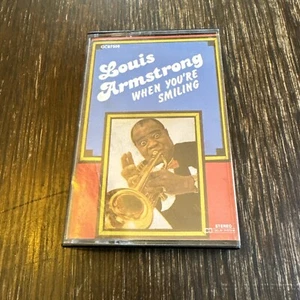 Louis
Armstrong
WHEN YOU'RE
SMILING
STEREO